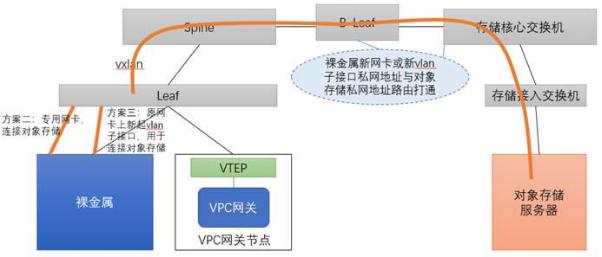 Spine
B-Leaf
存储核心交换机
vxlan
裸金属新网卡或新vlan
子接口私网地址与对象
存储私网地址路由打通
Leaf
存储接入交换机
方案二：专用网卡，
连接对象存储
方案三：原网
卡上新起vlan
子接口，用于
连接对象存储
裸金属
VTEP
VPC网关
VPC网关节点
对象存储
服务器